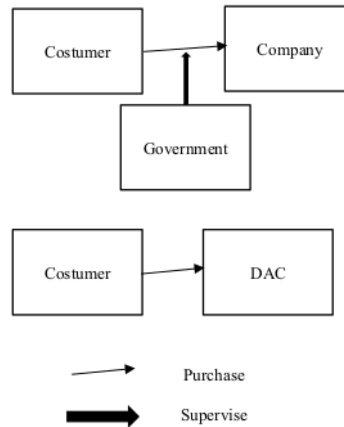 Costumer
Company
Government
Costumer
DAC
Purchase
Supervise